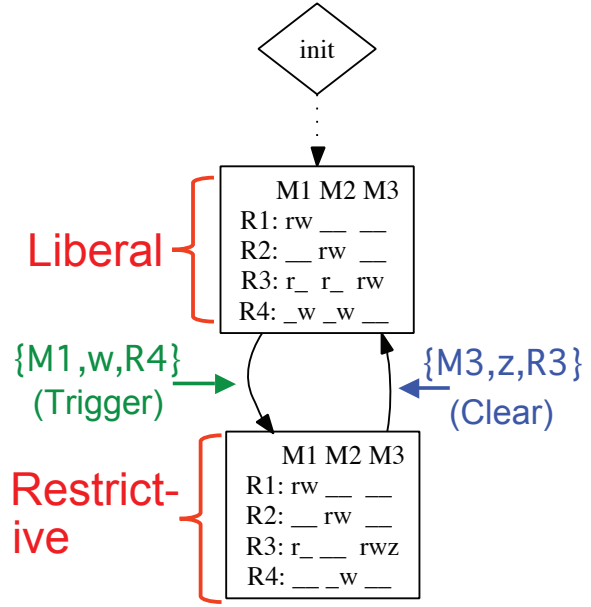 init
M1 M2 M3
R1: rw __ __
R2: __ rw __
R3: r_ r_ rw
R4: _w _w __
Liberal
{M1,w,R4}
(Trigger)
{M3,z,R3}
(Clear)
M1 M2 M3
R1: rw __ __
R2: __ rw __
R3: r_ __ rwz
R4: __ _w __
Restrict-
ive